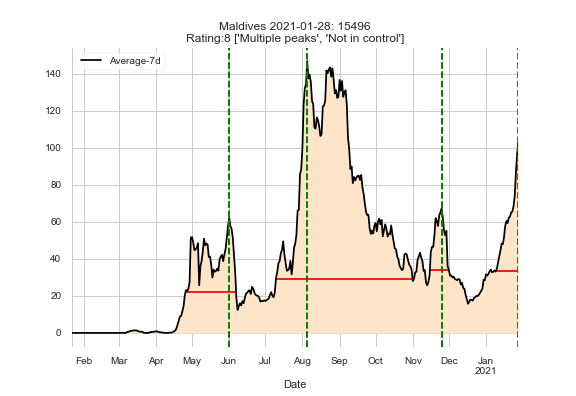 Maldives 2021-01-28: 15496
Rating:8 ['Multiple peaks', 'Not in control']
Average-7d
140
120
100
80
60
40
20
0
Feb Mar Apr May Jun Jul Aug Sep Oct Nov Dec Jan
2021
Date